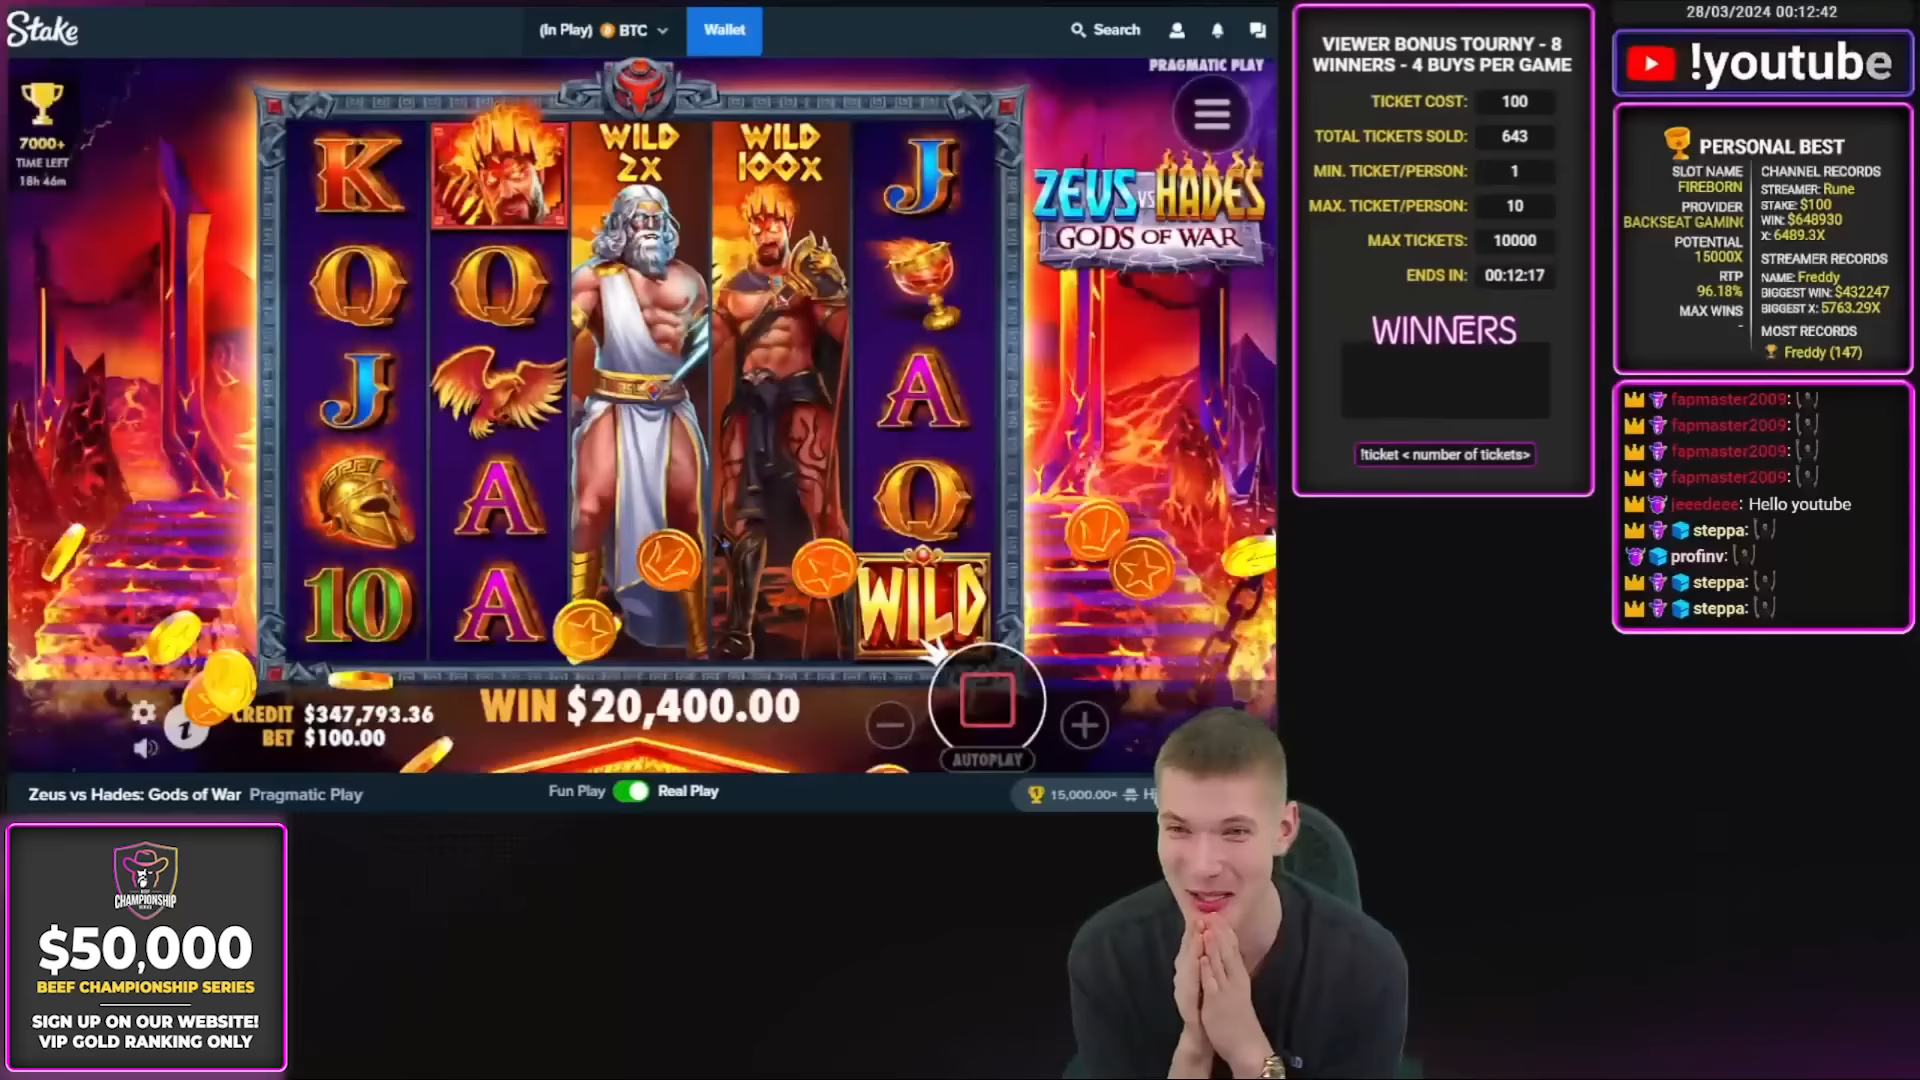 Stake
(In Play) BTC
Wallet
Search
7000+
TIME LEFT
18h 46m
PRAGMATIC PLAY
K
WILD
2X
WILD
100X
J
ZEUS VS HADES
GODS OF WAR
Q
Q
J
A
A
Q
10
A
WILD
CREDIT $347,793.36
BET $100.00
WIN $20,400.00
AUTOPLAY
Zeus vs Hades: Gods of War Pragmatic Play
Fun Play
Real Play
15,000.00×
CHAMPIONSHIP
$50,000
BEEF CHAMPIONSHIP SERIES
SIGN UP ON OUR WEBSITE!
VIP GOLD RANKING ONLY
VIEWER BONUS TOURNY - 8
WINNERS - 4 BUYS PER GAME
TICKET COST: 100
TOTAL TICKETS SOLD: 643
MIN. TICKET/PERSON: 1
MAX. TICKET/PERSON: 10
MAX TICKETS: 10000
ENDS IN: 00:12:17
WINNERS
!ticket < number of tickets>
28/03/2024 00:12:42
!youtube
PERSONAL BEST
SLOT NAME
FIREBORN
PROVIDER
BACKSEAT GAMING
POTENTIAL
15000X
RTP
96.18%
MAX WINS
-
CHANNEL RECORDS
STREAMER: Rune
STAKE: $100
WIN: $648930
X: 6489.3X
STREAMER RECORDS
NAME: Freddy
BIGGEST WIN: $432247
BIGGEST X: 5763.29X
MOST RECORDS
Freddy (147)
fapmaster2009:
fapmaster2009:
fapmaster2009:
fapmaster2009:
jeeedeee: Hello youtube
steppa:
profinv:
steppa:
steppa: